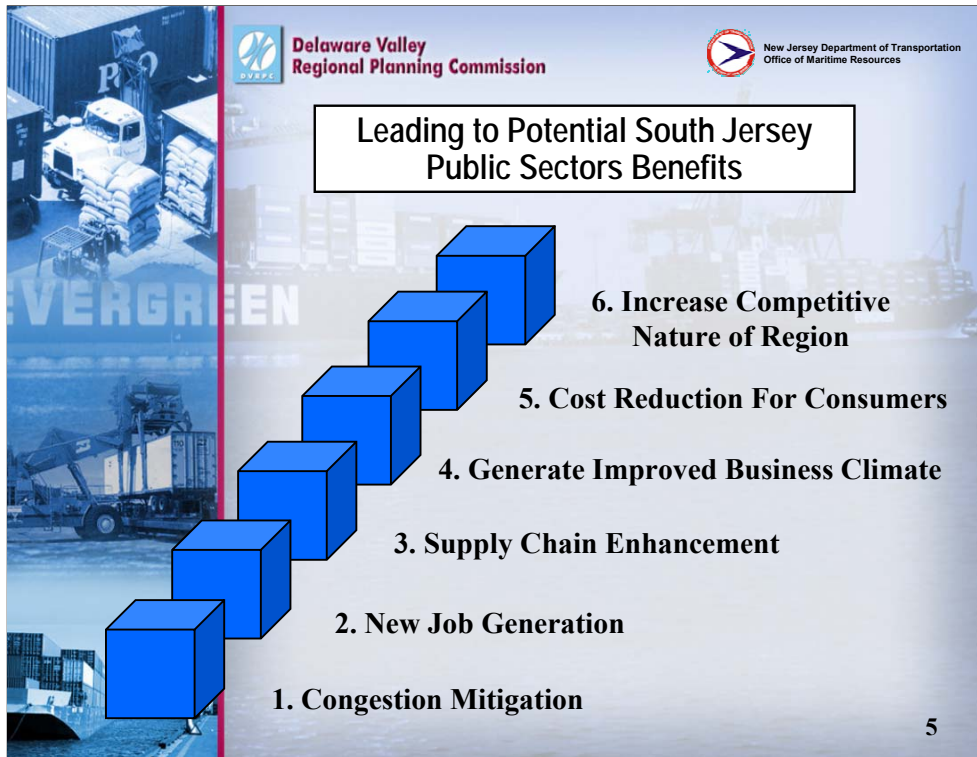 Delaware Valley
Regional Planning Commission
DVRPC
New Jersey Department of Transportation
Office of Maritime Resources
Leading to Potential South Jersey
Public Sectors Benefits
EVERGREEN
6. Increase Competitive
Nature of Region
5. Cost Reduction For Consumers
4. Generate Improved Business Climate
3. Supply Chain Enhancement
2. New Job Generation
1. Congestion Mitigation
5